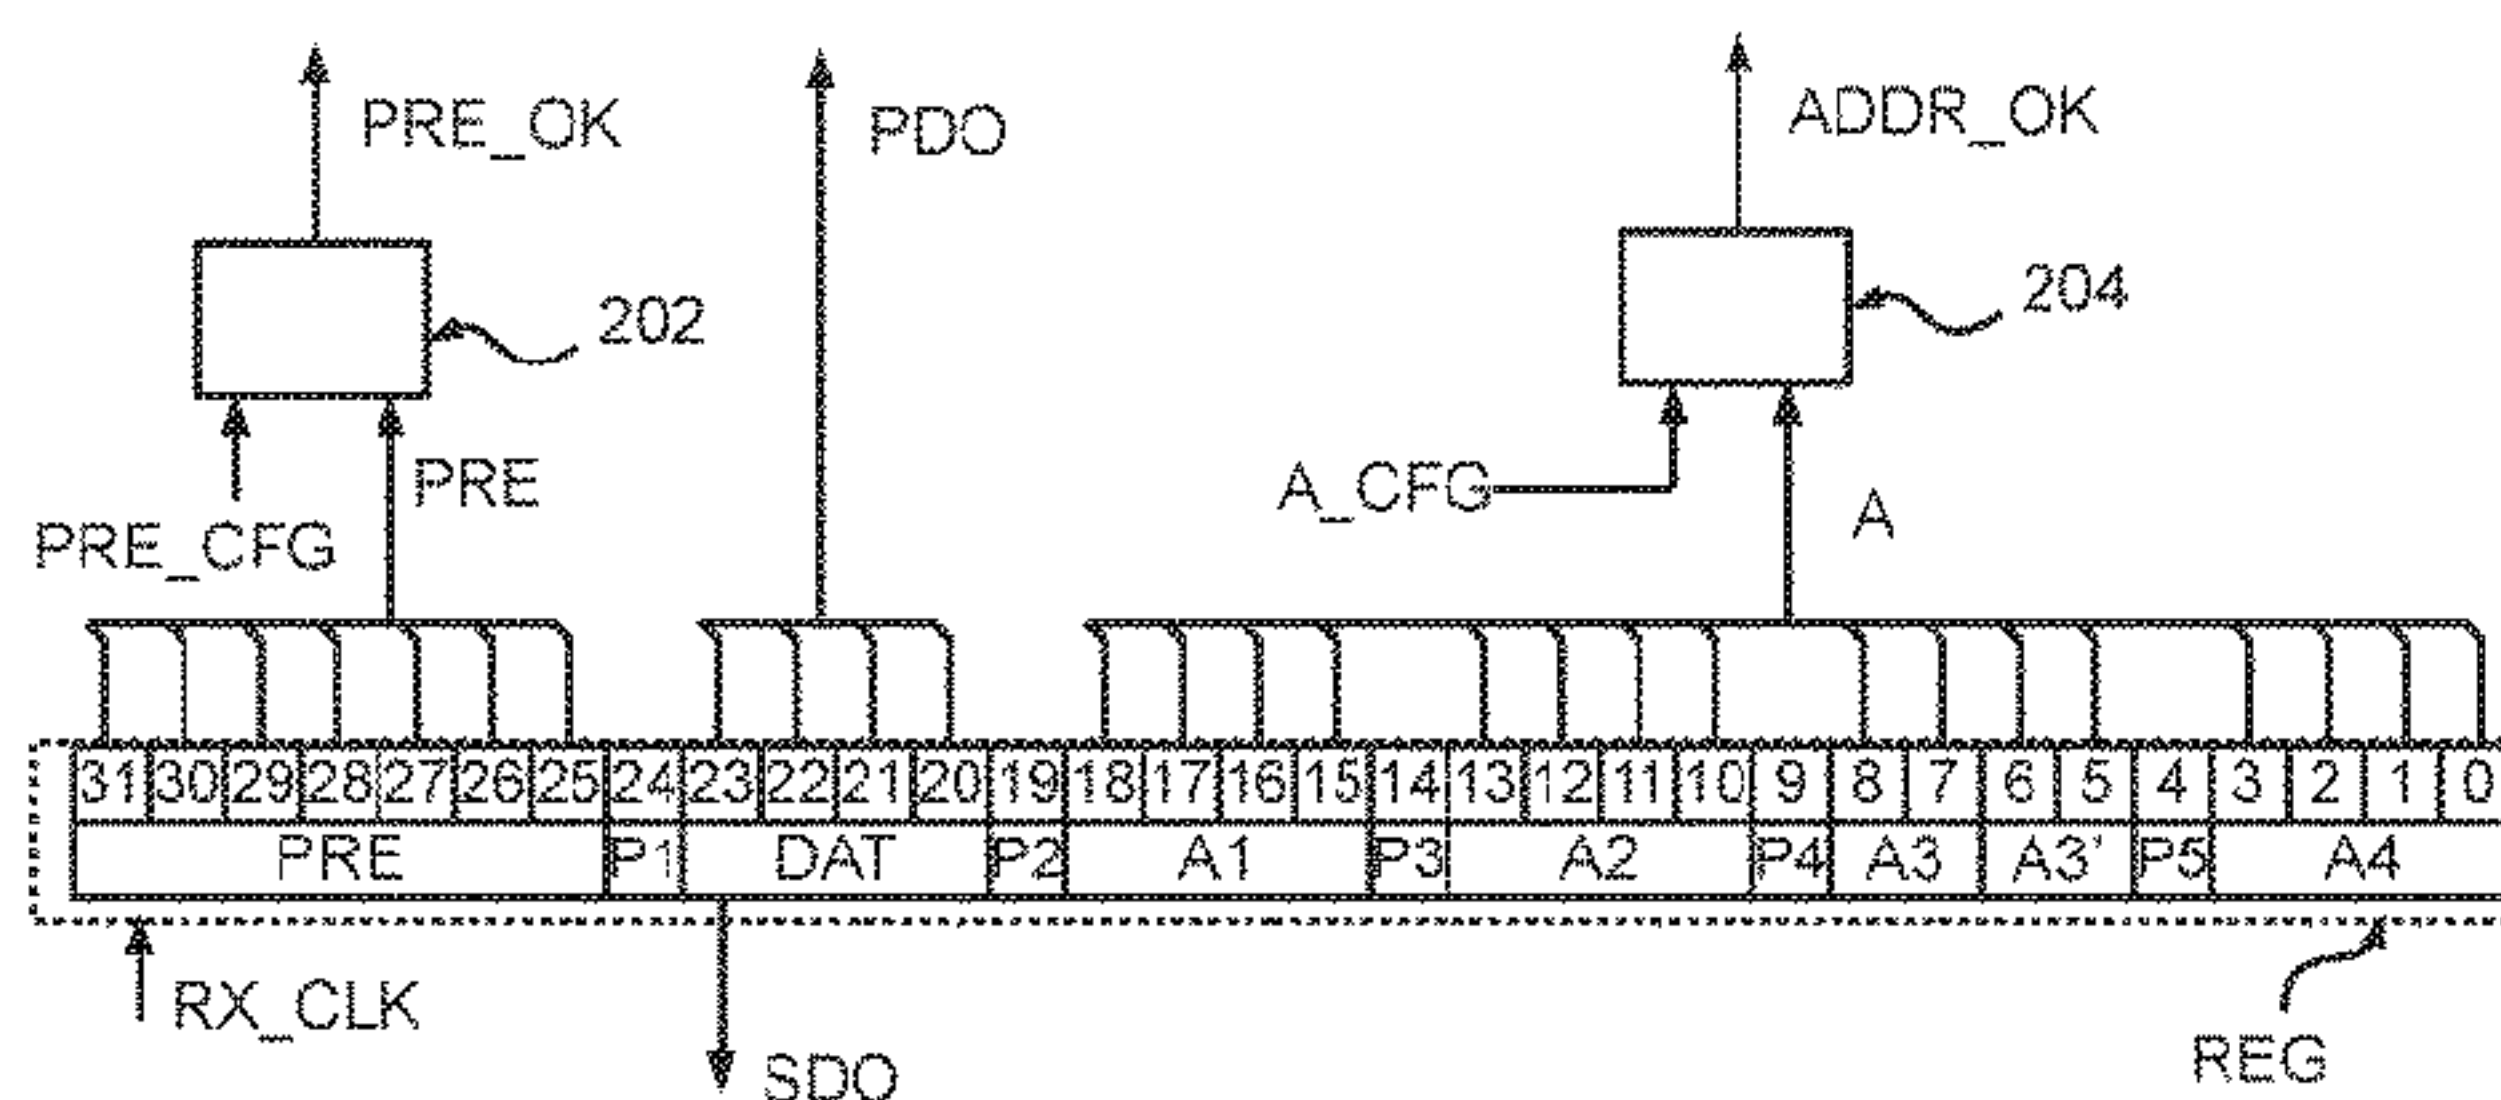 PRE_OK
PDO
ADDR_OK
202
204
PRE_CFG
PRE
A_CFG
A
31 30 29 28 27 26 25 24 23 22 21 20 19 18 17 16 15 14 13 12 11 10 9 8 7 6 5 4 3 2 1 0
PRE P1 DAT P2 A1 P3 A2 P4 A3 A3' P5 A4
RX_CLK
SDO
REG